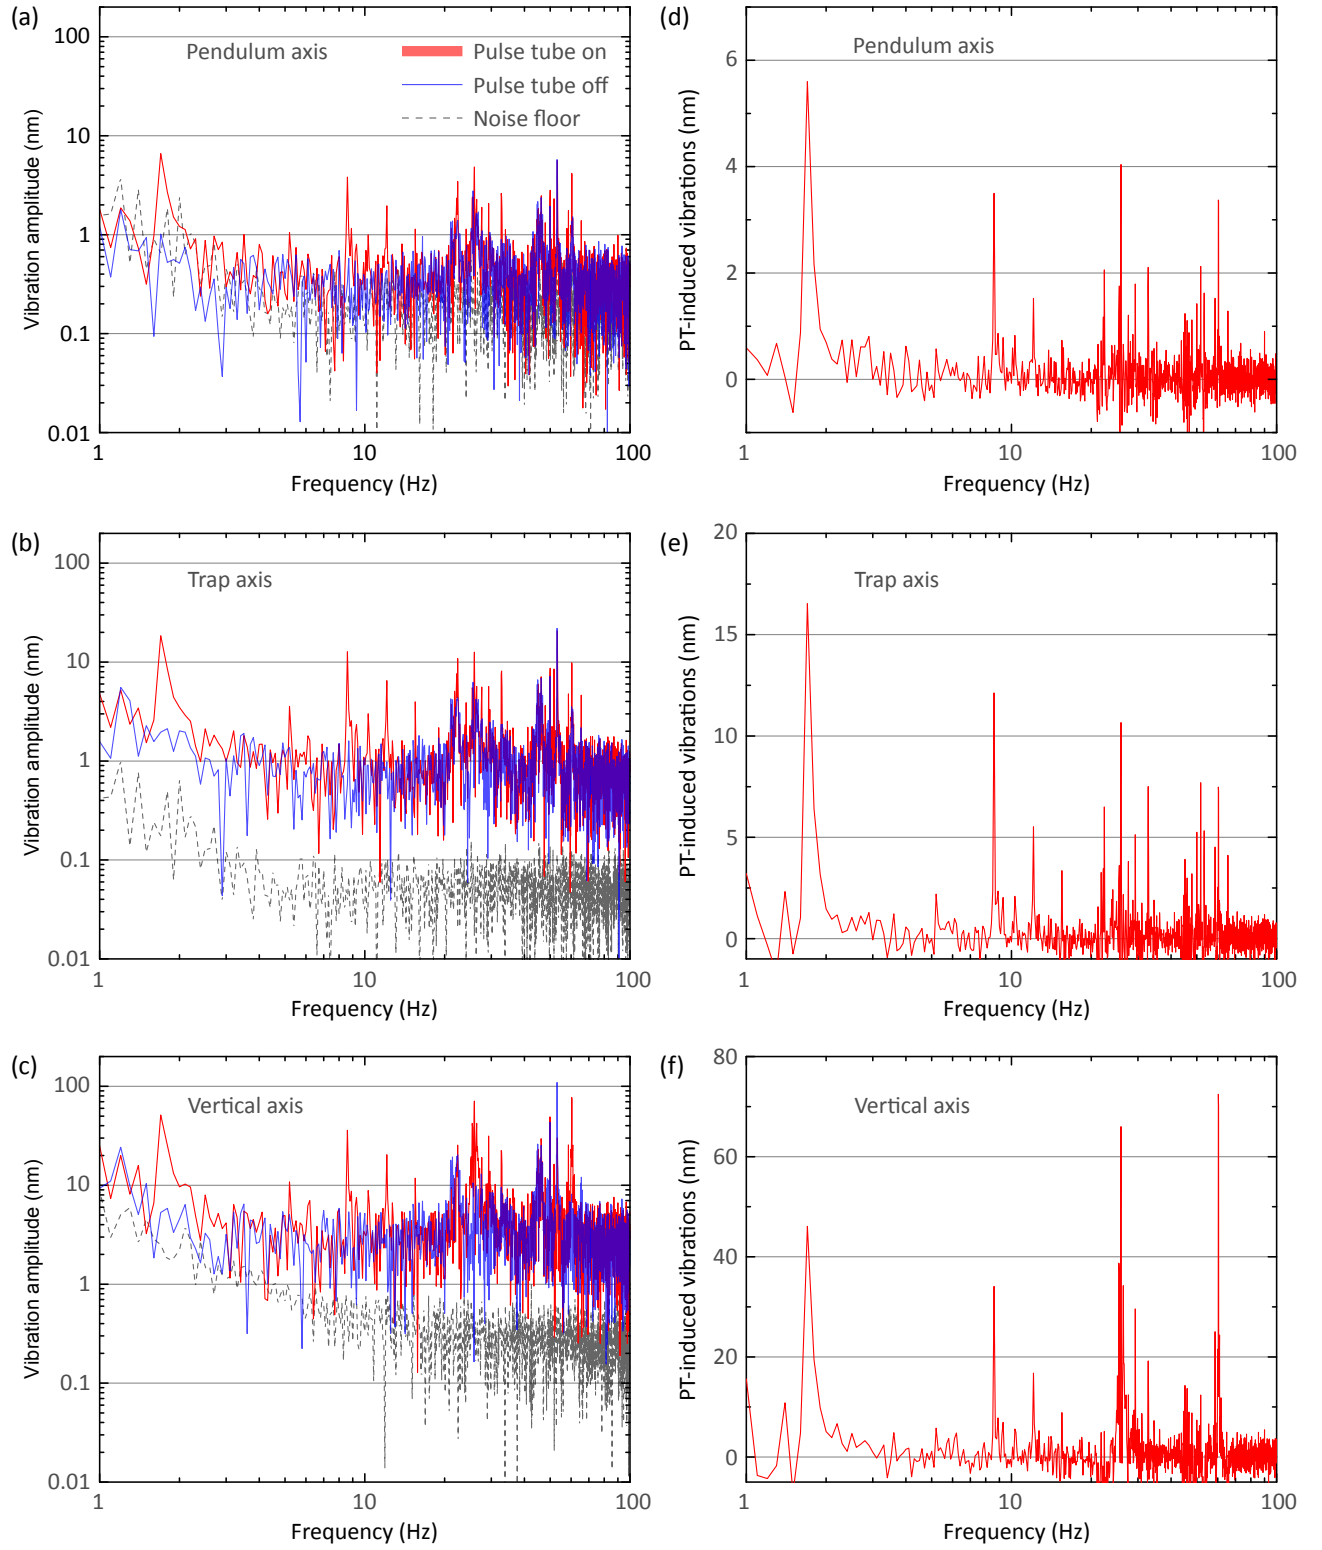 (a)
100
10
1
0.1
0.01
Vibration amplitude (nm)
Pendulum axis
Pulse tube on
Pulse tube off
Noise floor
1
10
100
Frequency (Hz)
(d)
6
4
2
0
PT-induced vibrations (nm)
Pendulum axis
1
10
100
Frequency (Hz)
(b)
100
10
1
0.1
0.01
Vibration amplitude (nm)
Trap axis
1
10
100
Frequency (Hz)
(e)
20
15
10
5
0
PT-induced vibrations (nm)
Trap axis
1
10
100
Frequency (Hz)
(c)
100
10
1
0.1
0.01
Vibration amplitude (nm)
Vertical axis
1
10
100
Frequency (Hz)
(f)
80
60
40
20
0
PT-induced vibrations (nm)
Vertical axis
1
10
100
Frequency (Hz)